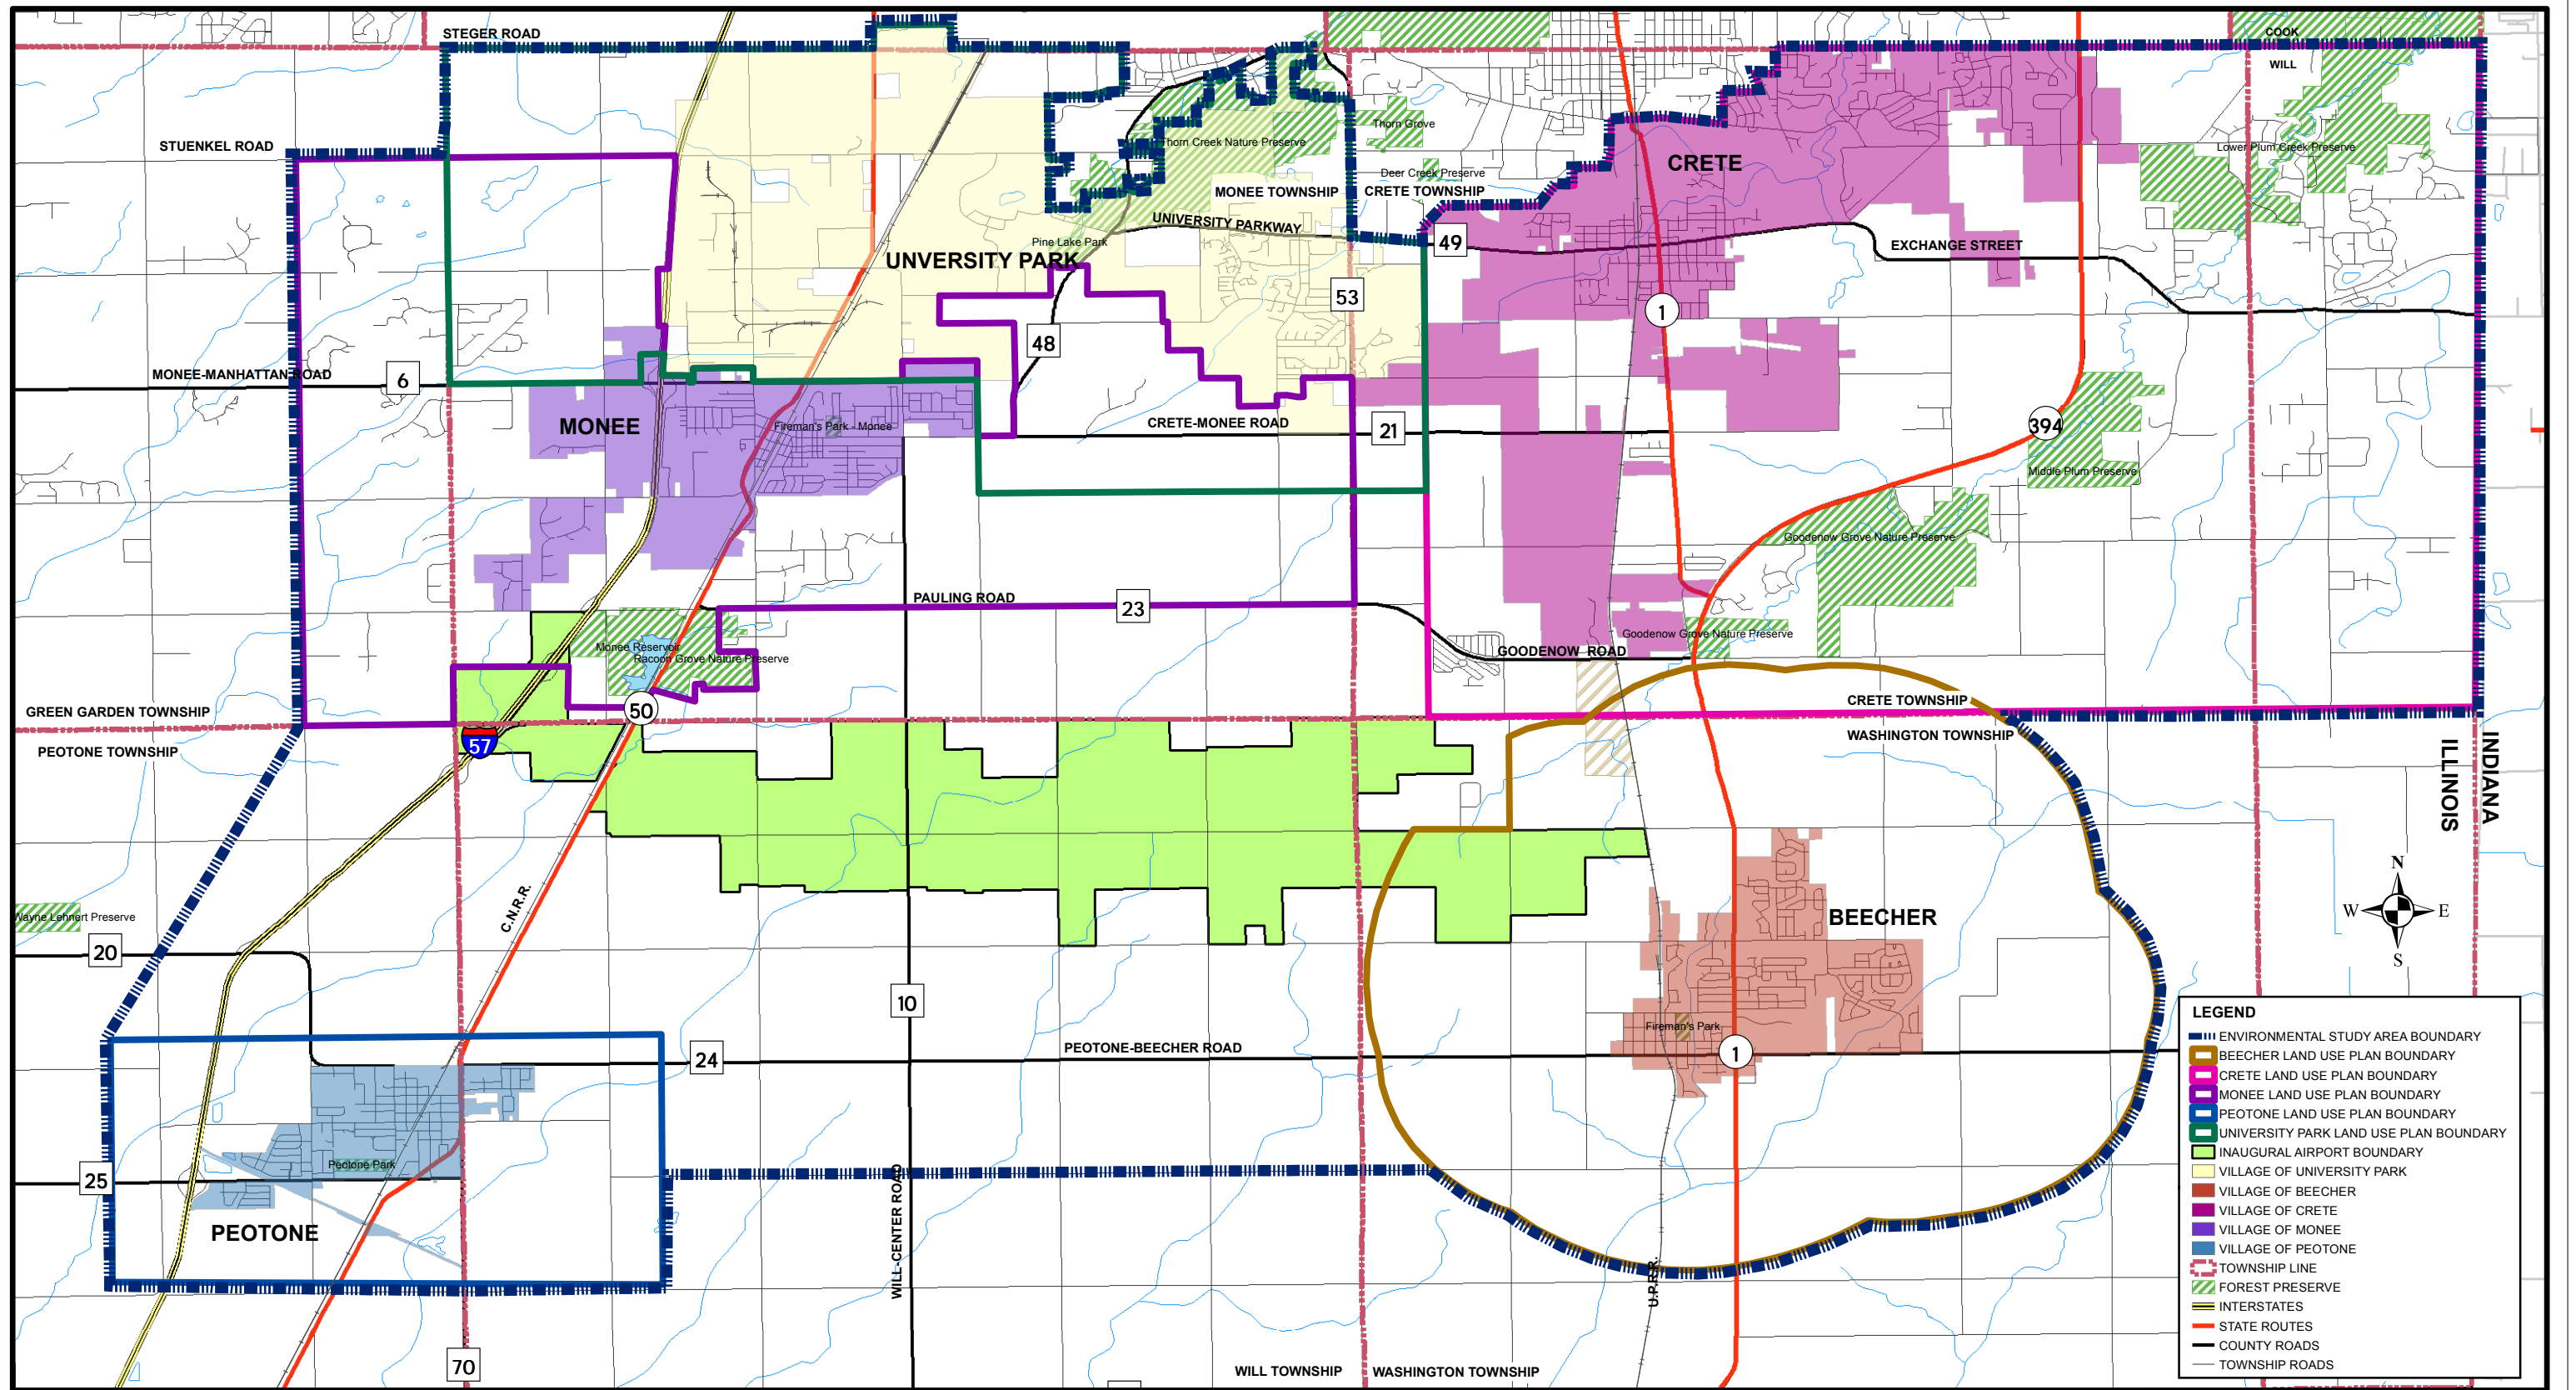 STEGER ROAD
COOK
WILL
STUENKEL ROAD
Thorn Grove
Thorn Creek Nature Preserve
Lower Plum Creek Preserve
CRETE
Deer Creek Preserve
MONEE TOWNSHIP
CRETE TOWNSHIP
UNIVERSITY PARKWAY
Pine Lake Park
49
EXCHANGE STREET
UNVERSITY PARK
53
1
48
MONEE-MANHATTAN ROAD
6
MONEE
Fireman's Park - Monee
CRETE-MONEE ROAD
21
394
Middle Plum Preserve
Goodenow Grove Nature Preserve
PAULING ROAD
23
Goodenow Grove Nature Preserve
Monee Reservoir
Racoon Grove Nature Preserve
GOODENOW ROAD
50
CRETE TOWNSHIP
GREEN GARDEN TOWNSHIP
WASHINGTON TOWNSHIP
PEOTONE TOWNSHIP
57
ILLINOIS
INDIANA
N
W
E
S
C.N.R.R.
Wayne Lehnert Preserve
BEECHER
20
10
Fireman's Park
PEOTONE-BEECHER ROAD
24
1
Peotone Park
25
PEOTONE
WILL-CENTER ROAD
U.P.R.R.
70
WILL TOWNSHIP
WASHINGTON TOWNSHIP
LEGEND
ENVIRONMENTAL STUDY AREA BOUNDARY
BEECHER LAND USE PLAN BOUNDARY
CRETE LAND USE PLAN BOUNDARY
MONEE LAND USE PLAN BOUNDARY
PEOTONE LAND USE PLAN BOUNDARY
UNIVERSITY PARK LAND USE PLAN BOUNDARY
INAUGURAL AIRPORT BOUNDARY
VILLAGE OF UNIVERSITY PARK
VILLAGE OF BEECHER
VILLAGE OF CRETE
VILLAGE OF MONEE
VILLAGE OF PEOTONE
TOWNSHIP LINE
FOREST PRESERVE
INTERSTATES
STATE ROUTES
COUNTY ROADS
TOWNSHIP ROADS